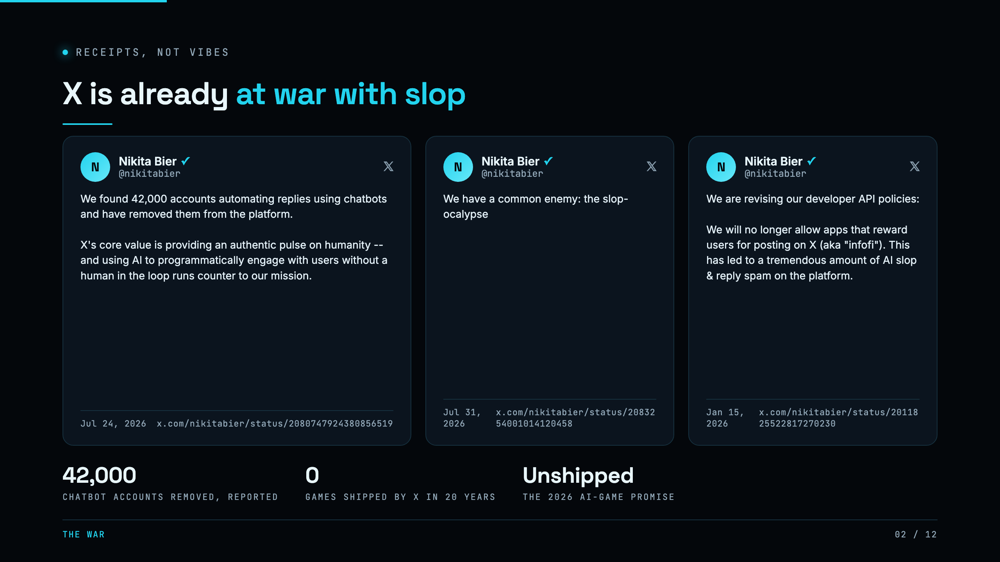 RECEIPTS, NOT VIBES
X is already at war with slop
N
Nikita Bier ✓
@nikitabier
𝕏
We found 42,000 accounts automating replies using chatbots
and have removed them from the platform.
X's core value is providing an authentic pulse on humanity --
and using AI to programmatically engage with users without a
human in the loop runs counter to our mission.
Jul 24, 2026 x.com/nikitabier/status/2080747924380856519
N
Nikita Bier ✓
@nikitabier
𝕏
We have a common enemy: the slop-
ocalypse
Jul 31, x.com/nikitabier/status/20832
2026 54001014120458
N
Nikita Bier ✓
@nikitabier
𝕏
We are revising our developer API policies:
We will no longer allow apps that reward
users for posting on X (aka "infofi"). This
has led to a tremendous amount of AI slop
& reply spam on the platform.
Jan 15, x.com/nikitabier/status/20118
2026 25522817270230
42,000
CHATBOT ACCOUNTS REMOVED, REPORTED
0
GAMES SHIPPED BY X IN 20 YEARS
Unshipped
THE 2026 AI-GAME PROMISE
THE WAR
02 / 12